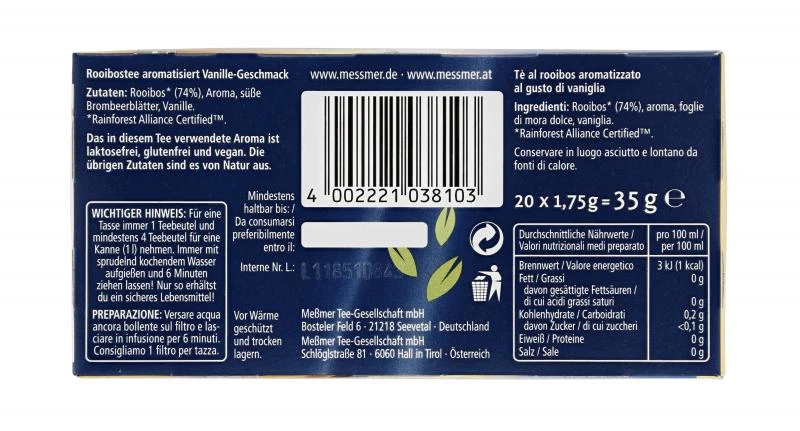 Rooibostee aromatisiert Vanille-Geschmack
Zutaten: Rooibos* (74%), Aroma, süße
Brombeerblätter, Vanille.
*Rainforest Alliance Certified™.
Das in diesem Tee verwendete Aroma ist
laktosefrei, glutenfrei und vegan. Die
übrigen Zutaten sind es von Natur aus.
WICHTIGER HINWEIS: Für eine
Tasse immer 1 Teebeutel und
mindestens 4 Teebeutel für eine
Kanne (1l) nehmen. Immer mit
sprudelnd kochendem Wasser
aufgießen und 6 Minuten
ziehen lassen! Nur so erhältst
du ein sicheres Lebensmittel!
PREPARAZIONE: Versare acqua
ancora bollente sul filtro e las-
ciare in infusione per 6 minuti.
Consigliamo 1 filtro per tazza.
www.messmer.de · www.messmer.at
4 002221 038103
Mindestens
haltbar bis: /
Da consumarsi
preferibilmente
entro il:
Interne Nr. L.:
Vor Wärme
geschützt
und trocken
lagern.
Meßmer Tee-Gesellschaft mbH
Bosteler Feld 6 · 21218 Seevetal · Deutschland
Meßmer Tee-Gesellschaft mbH
Schlöglstraße 81 · 6060 Hall in Tirol · Österreich
Tè al rooibos aromatizzato
al gusto di vaniglia
Ingredienti: Rooibos* (74%), aroma, foglie
di mora dolce, vaniglia.
*Rainforest Alliance Certified™.
Conservare in luogo asciutto e lontano da
fonti di calore.
20 x 1,75g = 35 g ℮
Durchschnittliche Nährwerte / pro 100 ml /
Valori nutrizionali medi preparato per 100 ml
Brennwert / Valore energetico 3 kJ (1 kcal)
Fett / Grassi 0 g
davon gesättigte Fettsäuren /
di cui acidi grassi saturi 0 g
Kohlenhydrate / Carboidrati 0,2 g
davon Zucker / di cui zuccheri <0,1 g
Eiweiß / Proteine 0 g
Salz / Sale 0 g